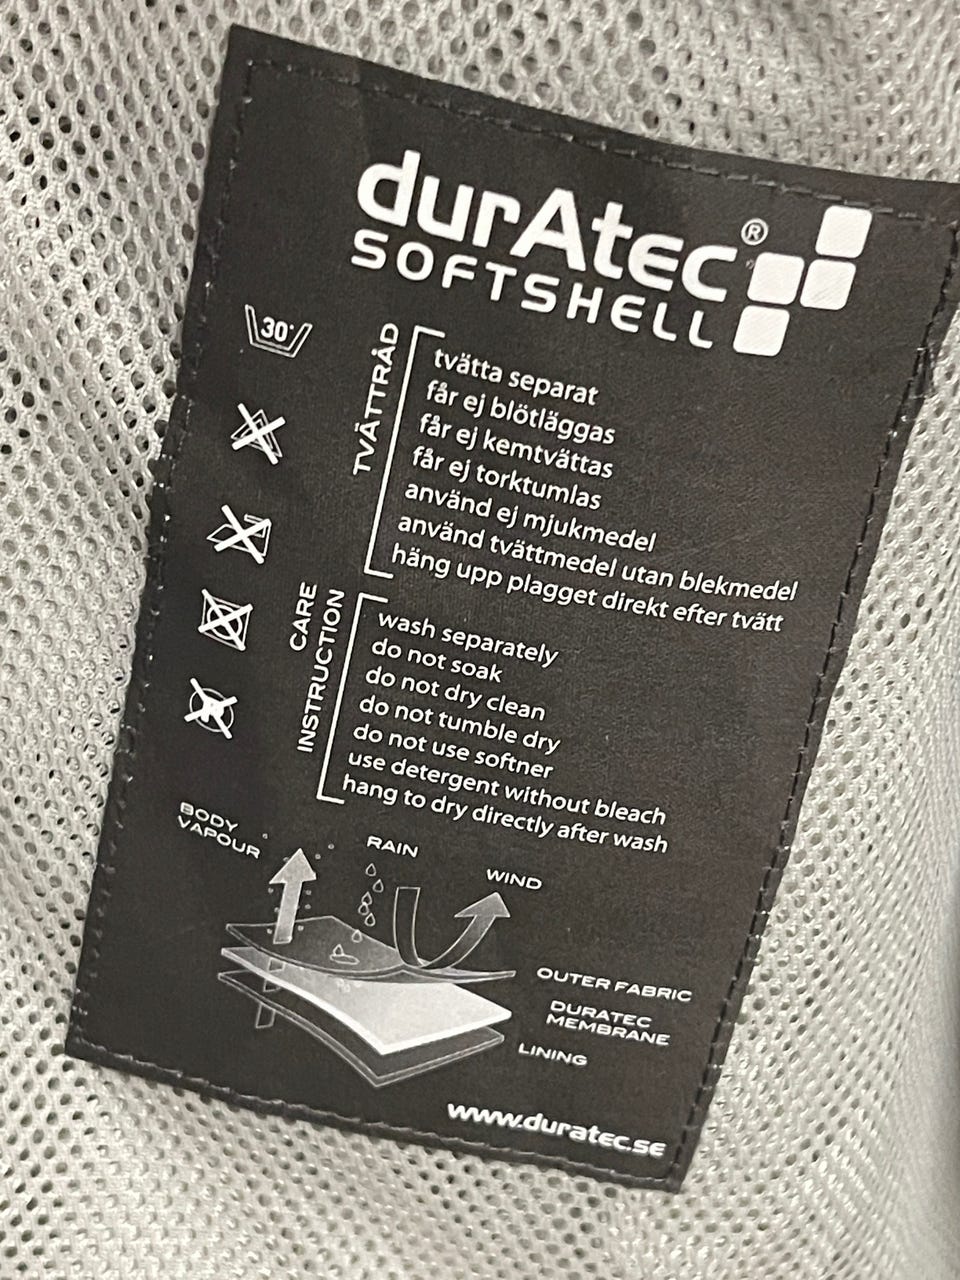 durAtec®
SOFTSHELL
30°
TVÄTTRÅD
tvätta separat
får ej blötläggas
får ej kemtvättas
får ej torktumlas
använd ej mjukmedel
använd tvättmedel utan blekmedel
häng upp plagget direkt efter tvätt
CARE
INSTRUCTION
wash separately
do not soak
do not dry clean
do not tumble dry
do not use softner
use detergent without bleach
hang to dry directly after wash
BODY
VAPOUR
RAIN
WIND
OUTER FABRIC
DURATEC
MEMBRANE
LINING
www.duratec.se